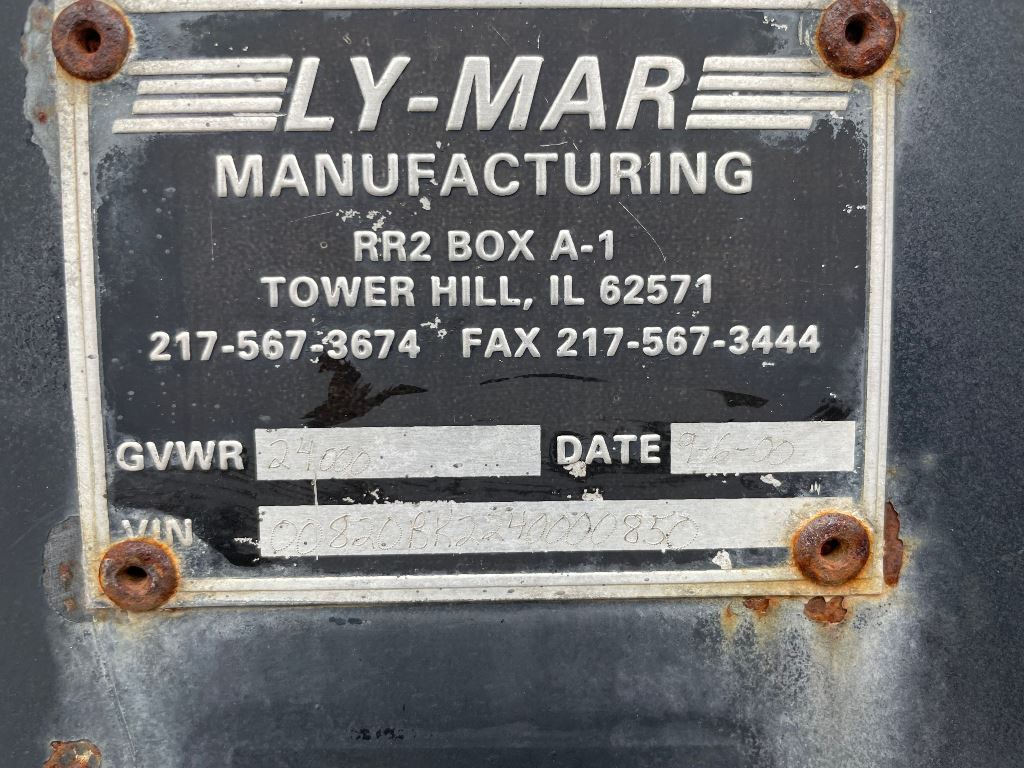 LY-MAR
MANUFACTURING
RR2 BOX A-1
TOWER HILL, IL 62571
217-567-3674 FAX 217-567-3444
GVWR 24000 DATE 9-6-00
VIN 00820BK2240000850